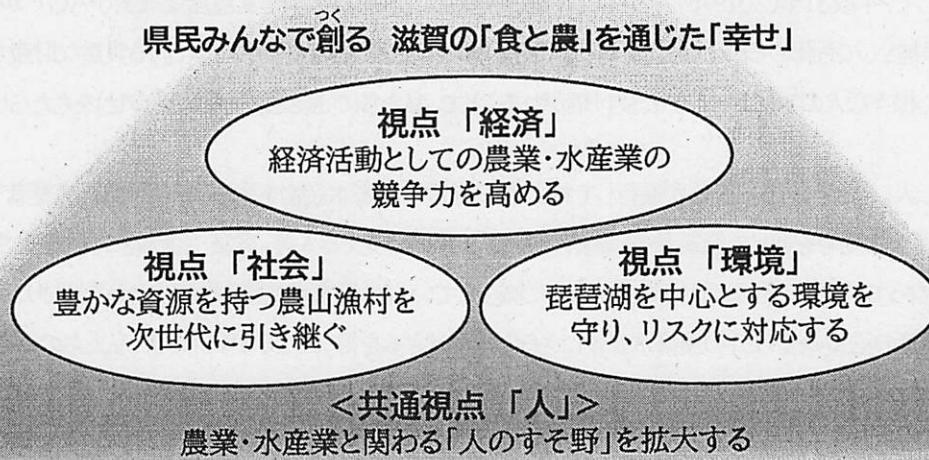 つく
県民みんなで創る 滋賀の「食と農」を通じた「幸せ」
視点 「経済」
経済活動としての農業・水産業の
競争力を高める
視点 「社会」
豊かな資源を持つ農山漁村を
次世代に引き継ぐ
視点 「環境」
琵琶湖を中心とする環境を
守り、リスクに対応する
<共通視点 「人」>
農業・水産業と関わる「人のすそ野」を拡大する